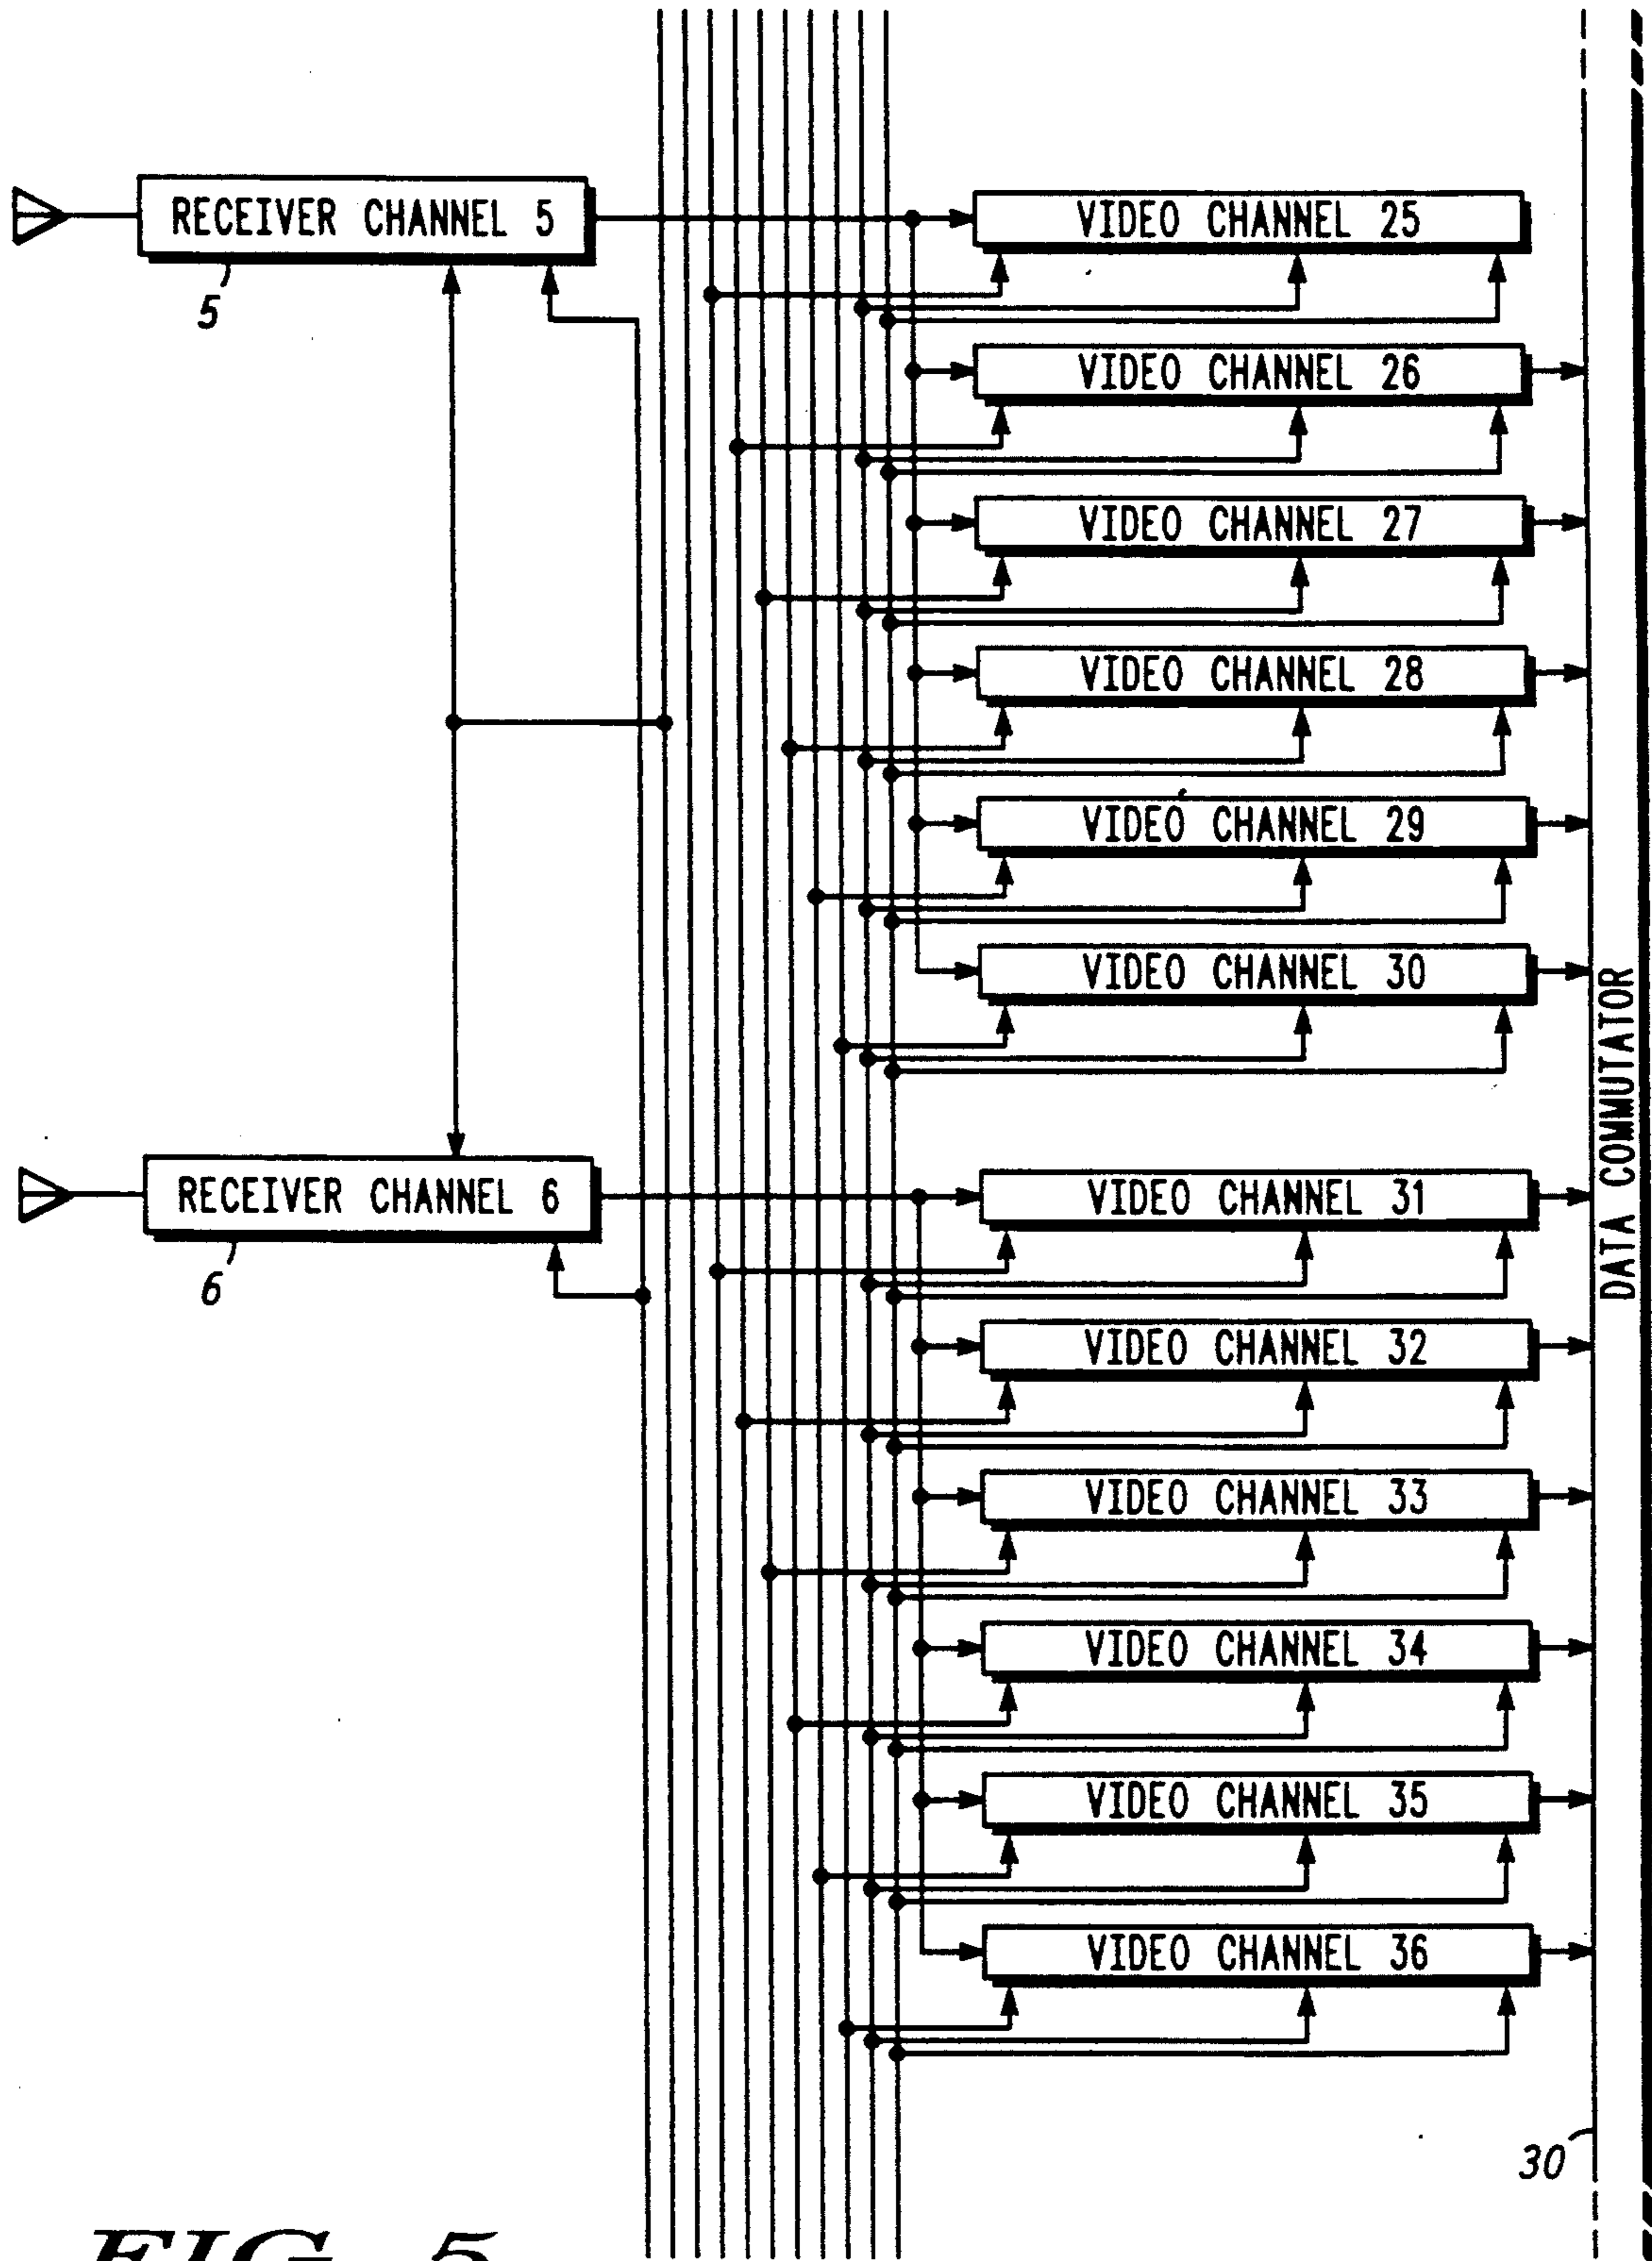 RECEIVER CHANNEL 5
5
VIDEO CHANNEL 25
VIDEO CHANNEL 26
VIDEO CHANNEL 27
VIDEO CHANNEL 28
VIDEO CHANNEL 29
VIDEO CHANNEL 30
RECEIVER CHANNEL 6
6
VIDEO CHANNEL 31
VIDEO CHANNEL 32
VIDEO CHANNEL 33
VIDEO CHANNEL 34
VIDEO CHANNEL 35
VIDEO CHANNEL 36
DATA COMMUTATOR
30
FIG. 5